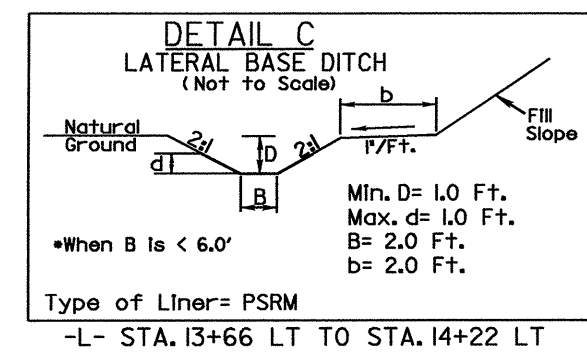 DETAIL C
LATERAL BASE DITCH
(Not to Scale)
b
Natural
Ground
2:1
D
2:1
1"/Ft.
Fill
Slope
d
B
Min. D= 1.0 Ft.
Max. d= 1.0 Ft.
*When B is < 6.0'
B= 2.0 Ft.
b= 2.0 Ft.
Type of Liner= PSRM
-L- STA. 13+66 LT TO STA. 14+22 LT